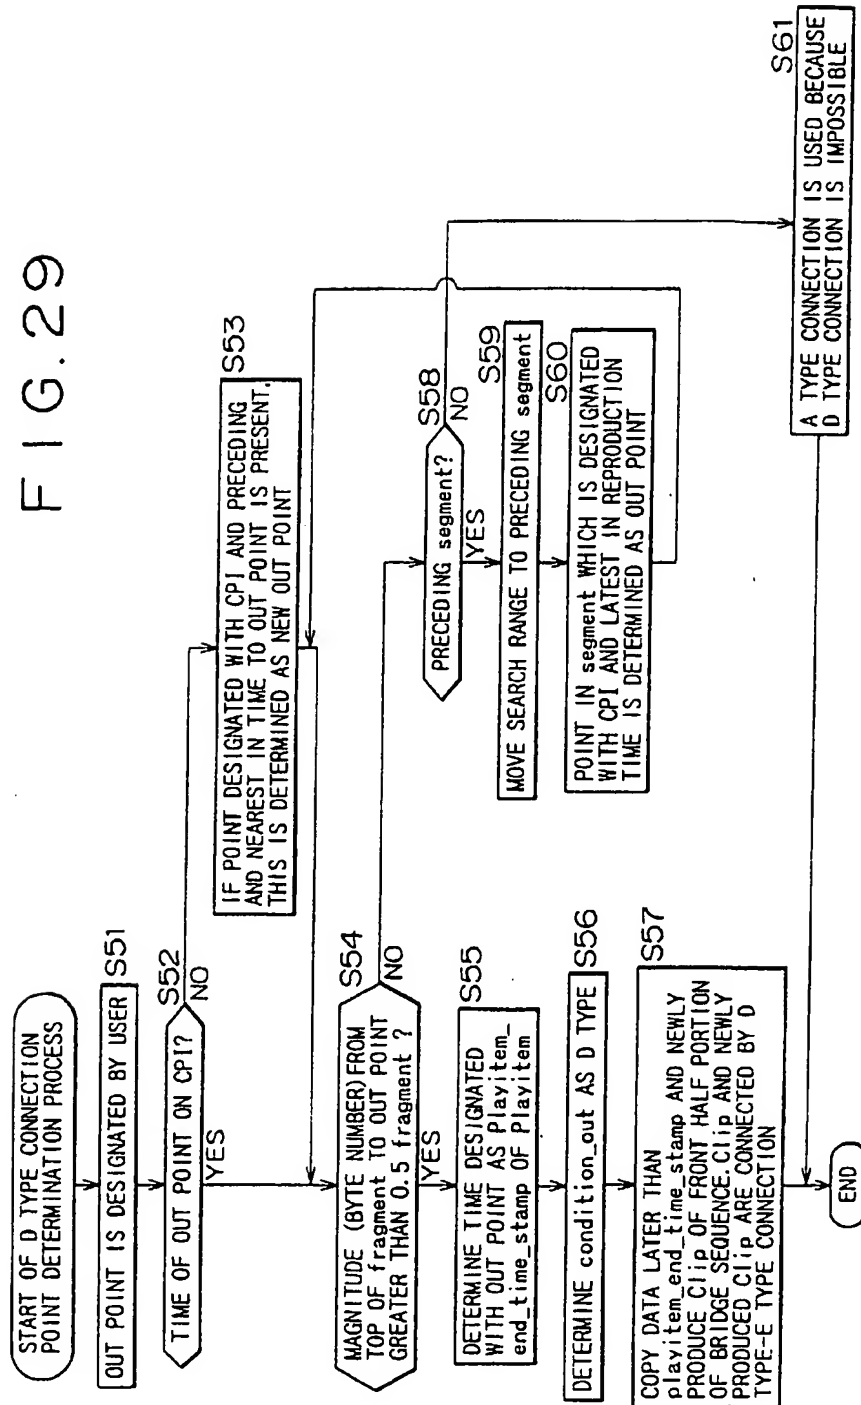 FIG.29
START OF D TYPE CONNECTION
POINT DETERMINATION PROCESS
OUT POINT IS DESIGNATED BY USER
S51
TIME OF OUT POINT ON CPI?
S52
NO
YES
IF POINT DESIGNATED WITH CPI AND PRECEDING
AND NEAREST IN TIME TO OUT POINT IS PRESENT,
THIS IS DETERMINED AS NEW OUT POINT
S53
MAGNITUDE (BYTE NUMBER) FROM
TOP OF fragment TO OUT POINT
GREATER THAN 0.5 fragment ?
S54
NO
YES
DETERMINE TIME DESIGNATED
WITH OUT POINT AS Playitem_
end_time_stamp OF Playitem
S55
DETERMINE condition_out AS D TYPE
S56
COPY DATA LATER THAN
playitem_end_time_stamp AND NEWLY
PRODUCE Clip OF FRONT HALF PORTION
OF BRIDGE SEQUENCE.Clip AND NEWLY
PRODUCED Clip ARE CONNECTED BY D
TYPE-E TYPE CONNECTION
S57
PRECEDING segment?
S58
NO
YES
MOVE SEARCH RANGE TO PRECEDING segment
S59
POINT IN segment WHICH IS DESIGNATED
WITH CPI AND LATEST IN REPRODUCTION
TIME IS DETERMINED AS OUT POINT
S60
A TYPE CONNECTION IS USED BECAUSE
D TYPE CONNECTION IS IMPOSSIBLE
S61
END